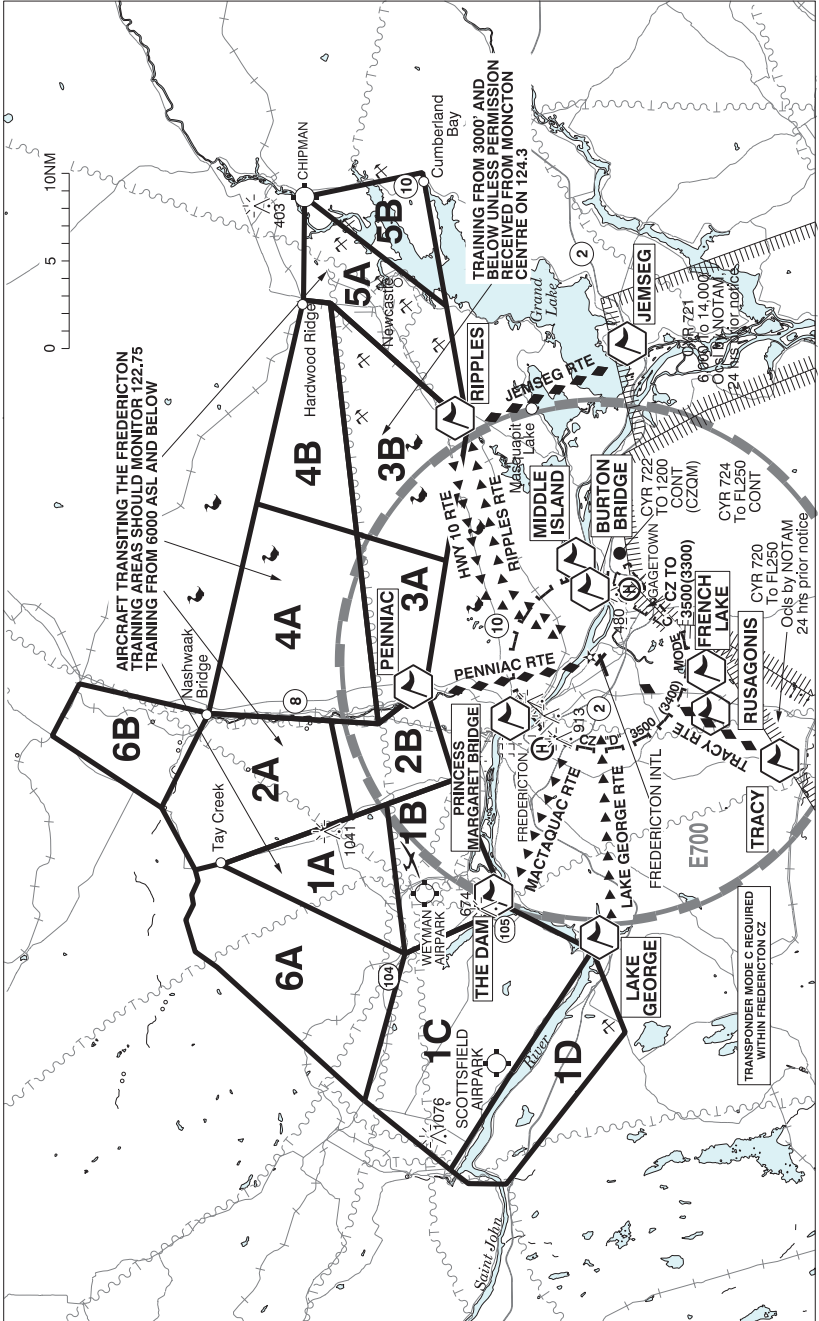 AIRCRAFT TRANSITING THE FREDERICTON
TRAINING AREAS SHOULD MONITOR 122.75
TRAINING FROM 6000 ASL AND BELOW
0
5
10NM
TRAINING FROM 3000' AND
BELOW UNLESS PERMISSION
RECEIVED FROM MONCTON
CENTRE ON 124.3
6B
6A
Tay Creek
Nashwaak
Bridge
Hardwood Ridge
CHIPMAN
403
2A
4A
4B
5A
5B
Newcastle
10
Cumberland
Bay
1A
1041
8
1B
2B
3A
3B
104
PENNIAC
RIPPLES
WEYMAN
AIRPARK
674
1C
1076
SCOTTSFIELD
AIRPARK
THE DAM
105
PRINCESS
MARGARET BRIDGE
PENNIAC RTE
HWY 10 RTE
RIPPLES RTE
10
JEMSEG RTE
Maquapit
Lake
Grand
Lake
2
JEMSEG
MIDDLE
ISLAND
BURTON
BRIDGE
FREDERICTON
H
913
MACTAQUAC RTE
LAKE GEORGE RTE
2
FREDERICTON INTL
480
H
GAGETOWN
CYR 721
6,000 To 14,000
Ocls by NOTAM,
24 hrs prior notice
CYR 722
TO 1200
CONT
(CZQM)
CYR 724
To FL250
CONT
CYR 720
To FL250
Ocls by NOTAM
24 hrs prior notice
MODE C
CZ TO
3500(3300)
3500
(3400)
FRENCH
LAKE
RUSAGONIS
TRACY RTE
TRACY
E700
LAKE
GEORGE
1D
River
Saint John
TRANSPONDER MODE C REQUIRED
WITHIN FREDERICTON CZ